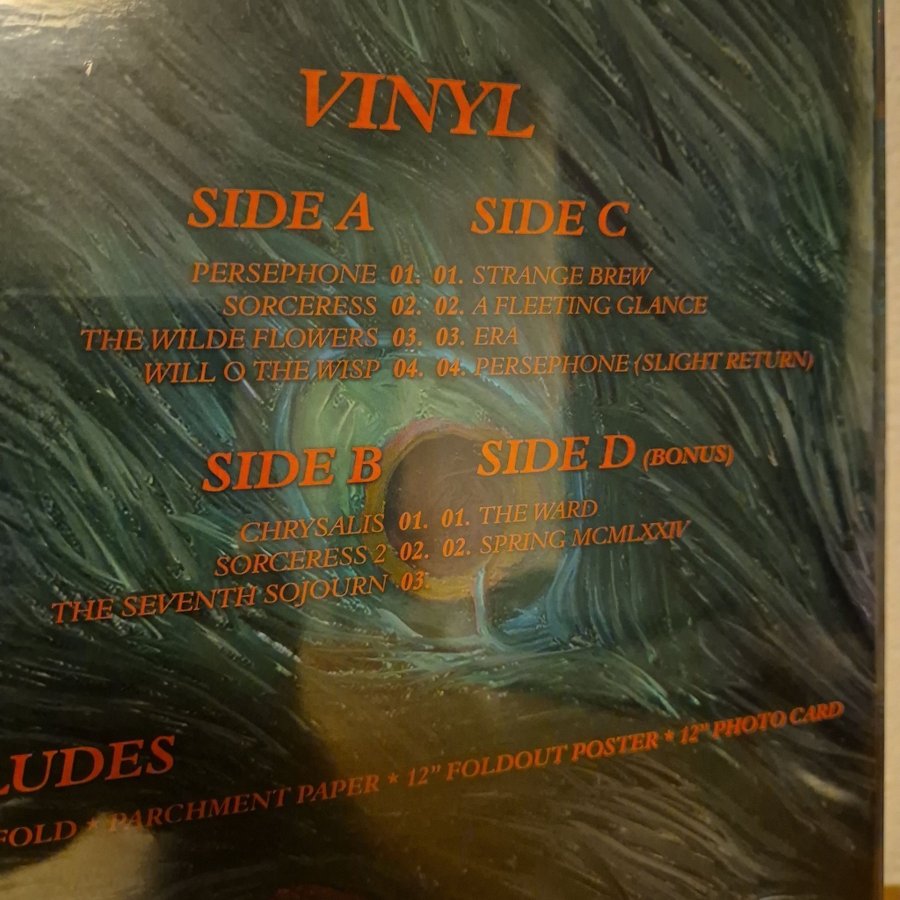 VINYL
SIDE A
PERSEPHONE 01.
SORCERESS 02.
THE WILDE FLOWERS 03.
WILL O THE WISP 04.
SIDE C
01. STRANGE BREW
02. A FLEETING GLANCE
03. ERA
04. PERSEPHONE (SLIGHT RETURN)
SIDE B
CHRYSALIS 01.
SORCERESS 2 02.
THE SEVENTH SOJOURN 03.
SIDE D (BONUS)
01. THE WARD
02. SPRING MCMLXXIV
LUDES
FOLD * PARCHMENT PAPER * 12" FOLDOUT POSTER * 12" PHOTO CARD